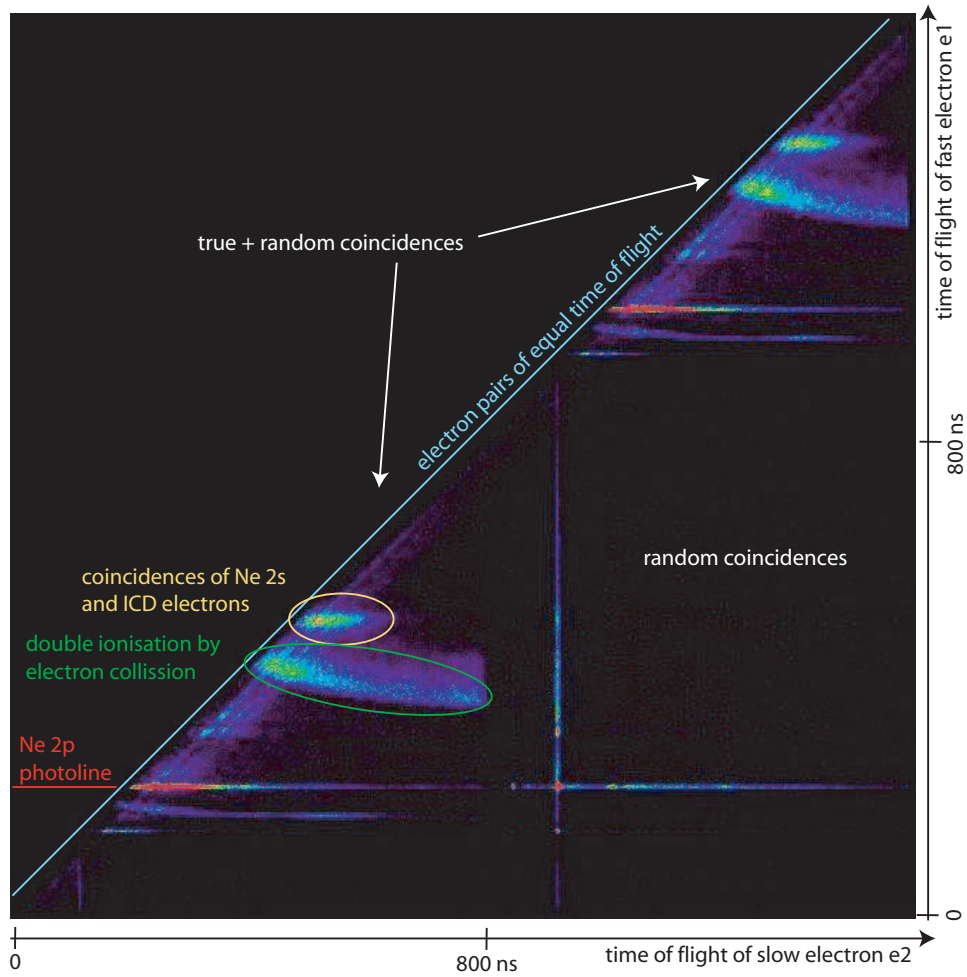 time of flight of fast electron e1
true + random coincidences
electron pairs of equal time of flight
800 ns
random coincidences
coincidences of Ne 2s
and ICD electrons
double ionisation by
electron collission
Ne 2p
photoline
0
0
800 ns
time of flight of slow electron e2